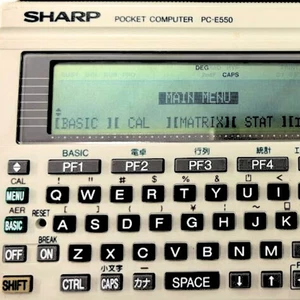 SHARP POCKET COMPUTER PC-E550
DEG
CAPS
MAIN MENU
[BASIC ][ CAL ][MATRIX][ STAT ][
BASIC 電卓 行列 統計
PF1 PF2 PF3 PF4
CAL ! " # $ % & '
MENU Q W E R T Y U I
AER RESET
BASIC A S D F G H J K
BREAK
OFF ON Z X C V B N M
小文字
SHIFT CTRL CAPS カナ SPACE ↓ ↑